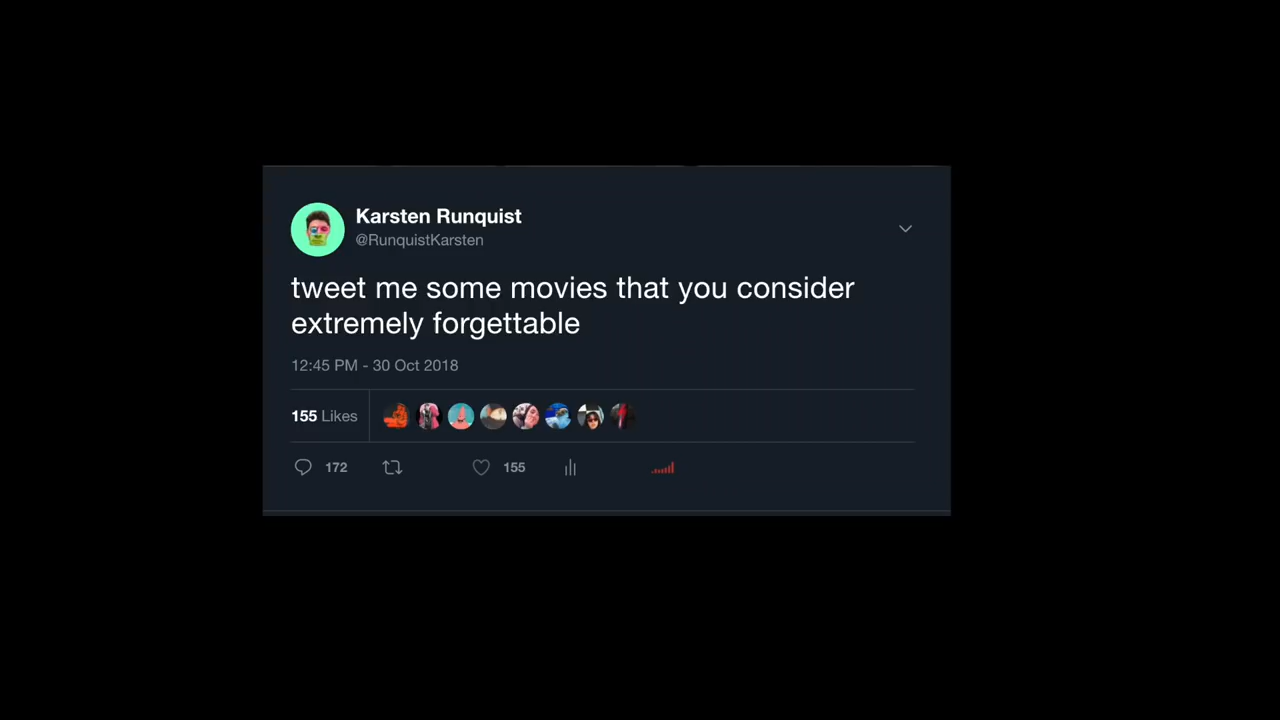 Karsten Runquist
@RunquistKarsten
tweet me some movies that you consider
extremely forgettable
12:45 PM - 30 Oct 2018
155 Likes
172 155